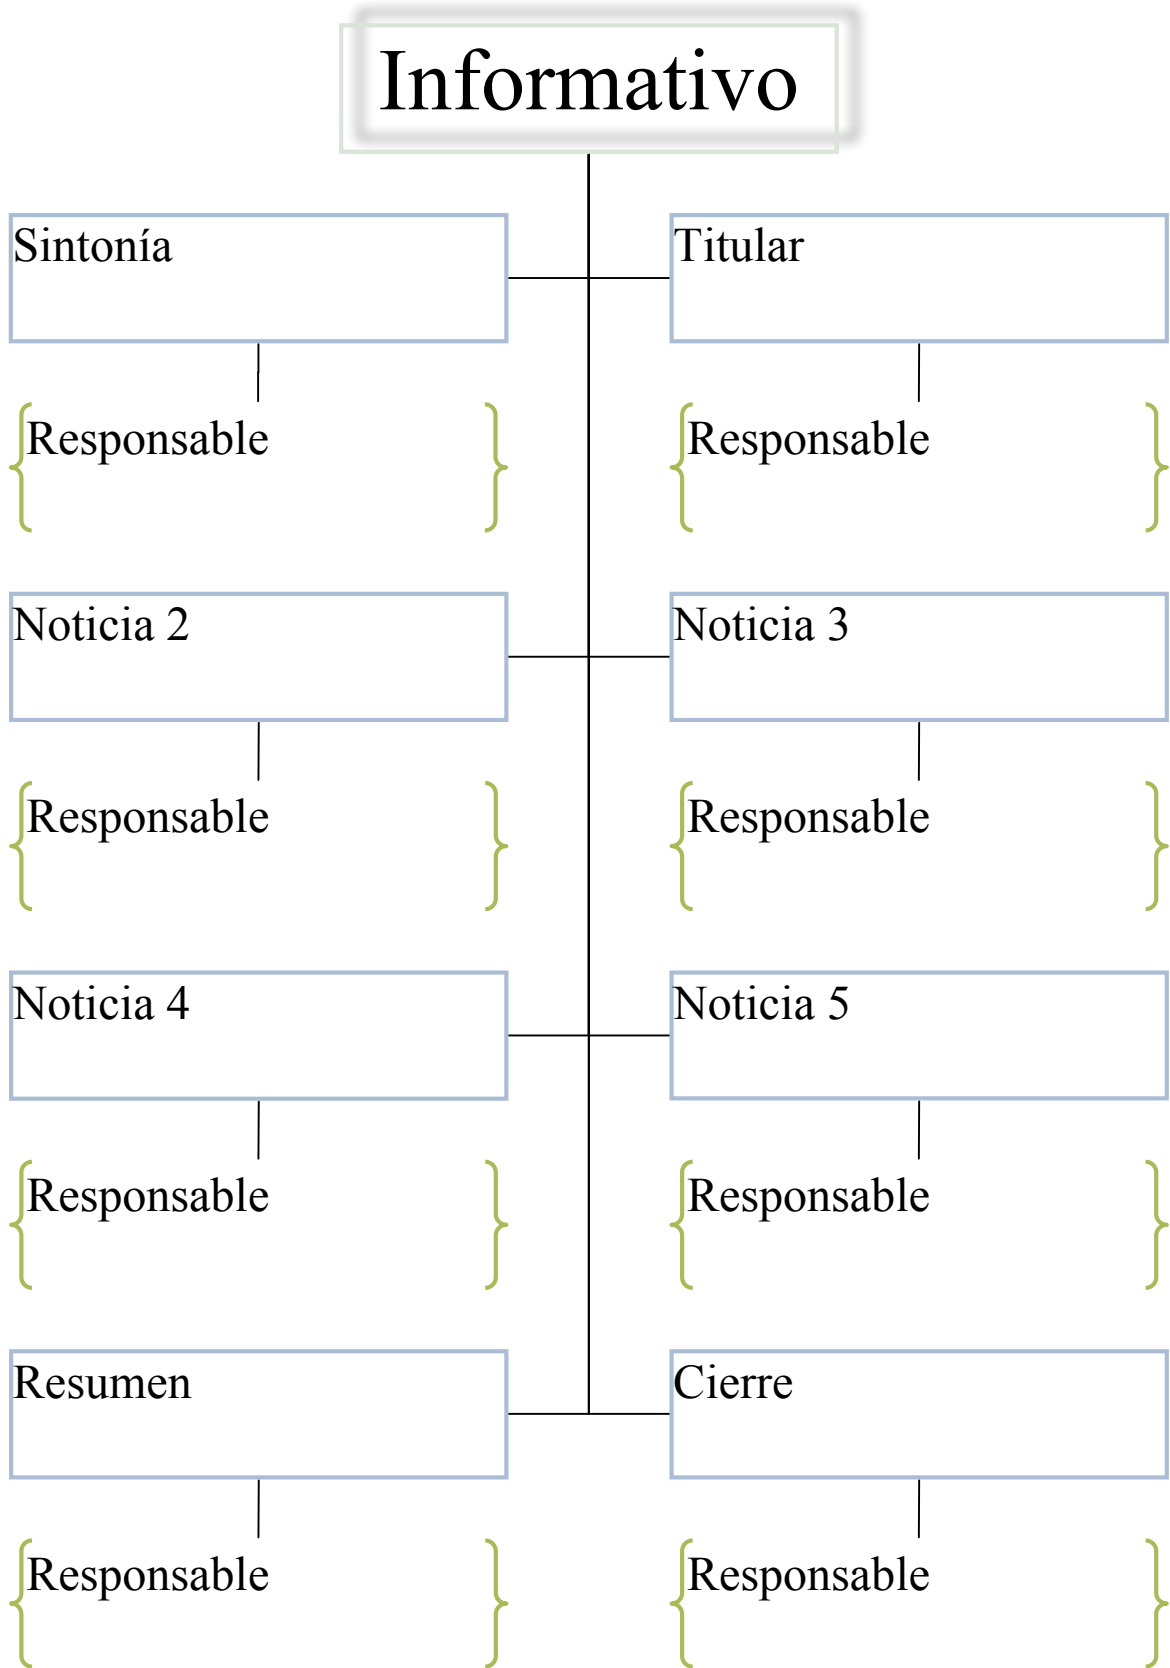 Informativo
Sintonía
Titular
Responsable
Responsable
Noticia 2
Noticia 3
Responsable
Responsable
Noticia 4
Noticia 5
Responsable
Responsable
Resumen
Cierre
Responsable
Responsable